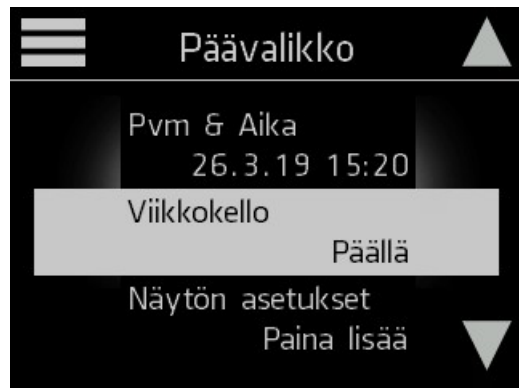 Päävalikko
Pvm & Aika
26.3.19 15:20
Viikkokello
Päällä
Näytön asetukset
Paina lisää